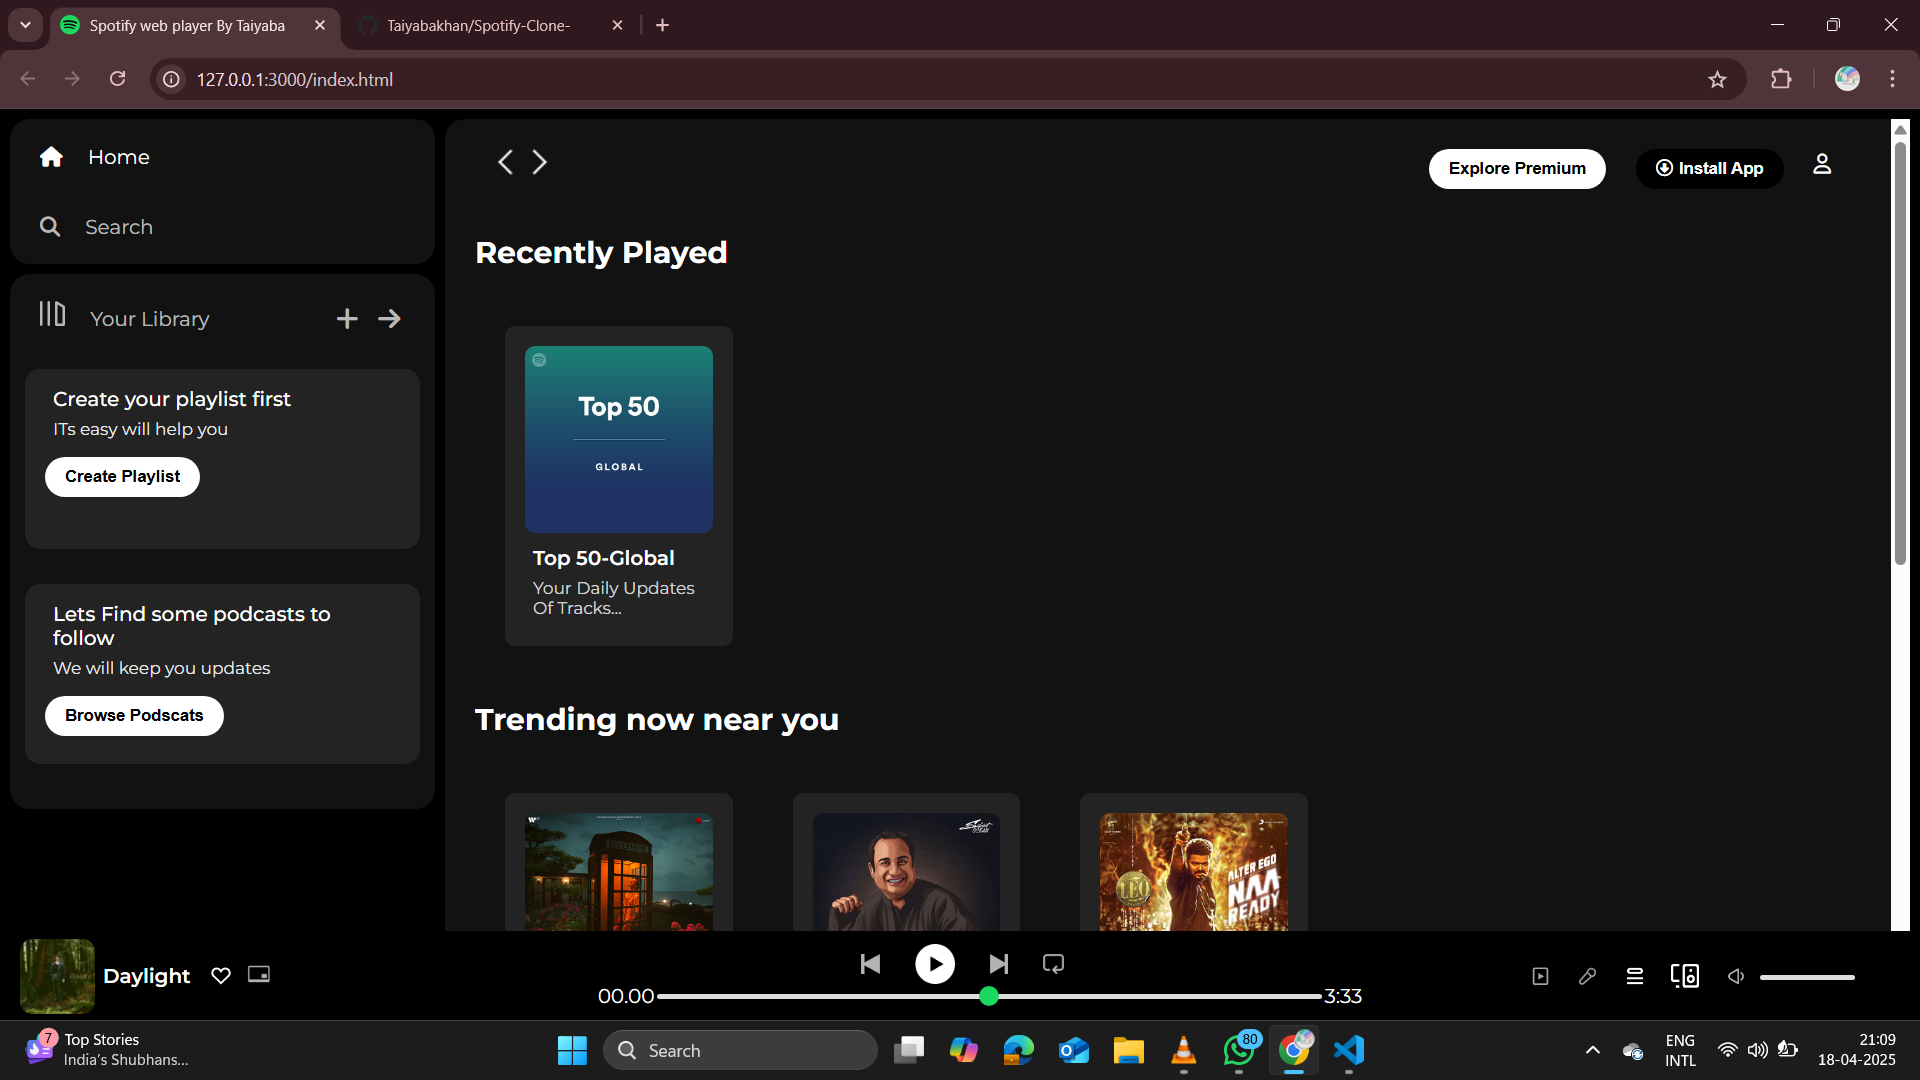 Spotify web player By Taiyaba
Taiyabakhan/Spotify-Clone-
127.0.0.1:3000/index.html
Home
Search
Your Library
Create your playlist first
ITs easy will help you
Create Playlist
Lets Find some podcasts to
follow
We will keep you updates
Browse Podscats
Explore Premium
Install App
Recently Played
Top 50
GLOBAL
Top 50-Global
Your Daily Updates
Of Tracks...
Trending now near you
TELEPHONE
ALTER EGO
NAA
READY
LEO
Daylight
00.00
3:33
7
Top Stories
India's Shubhans...
Search
80
ENG
INTL
21:09
18-04-2025